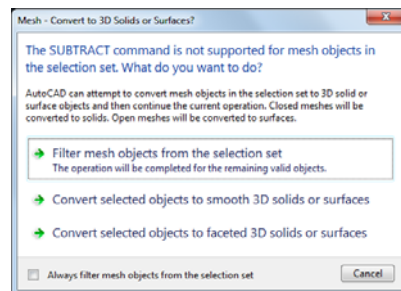 Mesh - Convert to 3D Solids or Surfaces?
The SUBTRACT command is not supported for mesh objects in
the selection set. What do you want to do?
AutoCAD can attempt to convert mesh objects in the selection set to 3D solid or
surface objects and then continue the current operation. Closed meshes will be
converted to solids. Open meshes will be converted to surfaces.
Filter mesh objects from the selection set
The operation will be completed for the remaining valid objects.
Convert selected objects to smooth 3D solids or surfaces
Convert selected objects to faceted 3D solids or surfaces
Always filter mesh objects from the selection set
Cancel